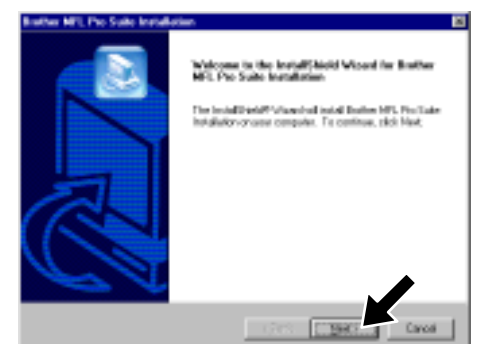 Brother MFL Pro Suite Installation
Welcome to the InstallShield Wizard for Brother
MFL Pro Suite Installation
The InstallShield® Wizard will install Brother MFL Pro Suite
Installation on your computer. To continue, click Next.
< Back Next > Cancel